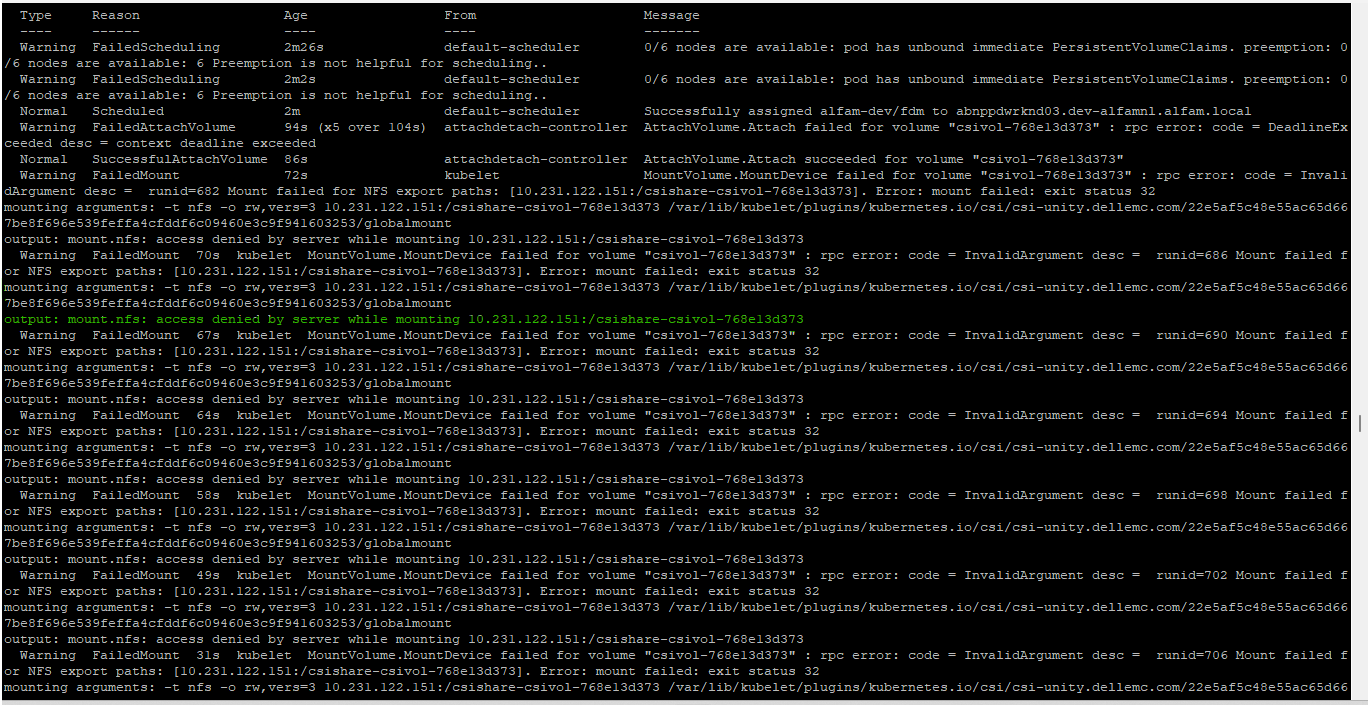 Type     Reason                  Age                  From                     Message
----     ------                  ----                 ----                     -------
Warning  FailedScheduling        2m26s                default-scheduler        0/6 nodes are available: pod has unbound immediate PersistentVolumeClaims. preemption: 0
/6 nodes are available: 6 Preemption is not helpful for scheduling..
Warning  FailedScheduling        2m2s                 default-scheduler        0/6 nodes are available: pod has unbound immediate PersistentVolumeClaims. preemption: 0
/6 nodes are available: 6 Preemption is not helpful for scheduling..
Normal   Scheduled               2m                   default-scheduler        Successfully assigned alfam-dev/fdm to abnppdwrknd03.dev-alfamnl.alfam.local
Warning  FailedAttachVolume      94s (x5 over 104s)   attachdetach-controller  AttachVolume.Attach failed for volume "csivol-768e13d373" : rpc error: code = DeadlineEx
ceeded desc = context deadline exceeded
Normal   SuccessfulAttachVolume  86s                  attachdetach-controller  AttachVolume.Attach succeeded for volume "csivol-768e13d373"
Warning  FailedMount             72s                  kubelet                  MountVolume.MountDevice failed for volume "csivol-768e13d373" : rpc error: code = Invali
dArgument desc =  runid=682 Mount failed for NFS export paths: [10.231.122.151:/csishare-csivol-768e13d373]. Error: mount failed: exit status 32
mounting arguments: -t nfs -o rw,vers=3 10.231.122.151:/csishare-csivol-768e13d373 /var/lib/kubelet/plugins/kubernetes.io/csi/csi-unity.dellemc.com/22e5af5c48e55ac65d66
7be8f696e539feffa4cfddf6c09460e3c9f941603253/globalmount
output: mount.nfs: access denied by server while mounting 10.231.122.151:/csishare-csivol-768e13d373
Warning  FailedMount  70s  kubelet  MountVolume.MountDevice failed for volume "csivol-768e13d373" : rpc error: code = InvalidArgument desc =  runid=686 Mount failed f
or NFS export paths: [10.231.122.151:/csishare-csivol-768e13d373]. Error: mount failed: exit status 32
mounting arguments: -t nfs -o rw,vers=3 10.231.122.151:/csishare-csivol-768e13d373 /var/lib/kubelet/plugins/kubernetes.io/csi/csi-unity.dellemc.com/22e5af5c48e55ac65d66
7be8f696e539feffa4cfddf6c09460e3c9f941603253/globalmount
output: mount.nfs: access denied by server while mounting 10.231.122.151:/csishare-csivol-768e13d373
Warning  FailedMount  67s  kubelet  MountVolume.MountDevice failed for volume "csivol-768e13d373" : rpc error: code = InvalidArgument desc =  runid=690 Mount failed f
or NFS export paths: [10.231.122.151:/csishare-csivol-768e13d373]. Error: mount failed: exit status 32
mounting arguments: -t nfs -o rw,vers=3 10.231.122.151:/csishare-csivol-768e13d373 /var/lib/kubelet/plugins/kubernetes.io/csi/csi-unity.dellemc.com/22e5af5c48e55ac65d66
7be8f696e539feffa4cfddf6c09460e3c9f941603253/globalmount
output: mount.nfs: access denied by server while mounting 10.231.122.151:/csishare-csivol-768e13d373
Warning  FailedMount  64s  kubelet  MountVolume.MountDevice failed for volume "csivol-768e13d373" : rpc error: code = InvalidArgument desc =  runid=694 Mount failed f
or NFS export paths: [10.231.122.151:/csishare-csivol-768e13d373]. Error: mount failed: exit status 32
mounting arguments: -t nfs -o rw,vers=3 10.231.122.151:/csishare-csivol-768e13d373 /var/lib/kubelet/plugins/kubernetes.io/csi/csi-unity.dellemc.com/22e5af5c48e55ac65d66
7be8f696e539feffa4cfddf6c09460e3c9f941603253/globalmount
output: mount.nfs: access denied by server while mounting 10.231.122.151:/csishare-csivol-768e13d373
Warning  FailedMount  58s  kubelet  MountVolume.MountDevice failed for volume "csivol-768e13d373" : rpc error: code = InvalidArgument desc =  runid=698 Mount failed f
or NFS export paths: [10.231.122.151:/csishare-csivol-768e13d373]. Error: mount failed: exit status 32
mounting arguments: -t nfs -o rw,vers=3 10.231.122.151:/csishare-csivol-768e13d373 /var/lib/kubelet/plugins/kubernetes.io/csi/csi-unity.dellemc.com/22e5af5c48e55ac65d66
7be8f696e539feffa4cfddf6c09460e3c9f941603253/globalmount
output: mount.nfs: access denied by server while mounting 10.231.122.151:/csishare-csivol-768e13d373
Warning  FailedMount  49s  kubelet  MountVolume.MountDevice failed for volume "csivol-768e13d373" : rpc error: code = InvalidArgument desc =  runid=702 Mount failed f
or NFS export paths: [10.231.122.151:/csishare-csivol-768e13d373]. Error: mount failed: exit status 32
mounting arguments: -t nfs -o rw,vers=3 10.231.122.151:/csishare-csivol-768e13d373 /var/lib/kubelet/plugins/kubernetes.io/csi/csi-unity.dellemc.com/22e5af5c48e55ac65d66
7be8f696e539feffa4cfddf6c09460e3c9f941603253/globalmount
output: mount.nfs: access denied by server while mounting 10.231.122.151:/csishare-csivol-768e13d373
Warning  FailedMount  31s  kubelet  MountVolume.MountDevice failed for volume "csivol-768e13d373" : rpc error: code = InvalidArgument desc =  runid=706 Mount failed f
or NFS export paths: [10.231.122.151:/csishare-csivol-768e13d373]. Error: mount failed: exit status 32
mounting arguments: -t nfs -o rw,vers=3 10.231.122.151:/csishare-csivol-768e13d373 /var/lib/kubelet/plugins/kubernetes.io/csi/csi-unity.dellemc.com/22e5af5c48e55ac65d66